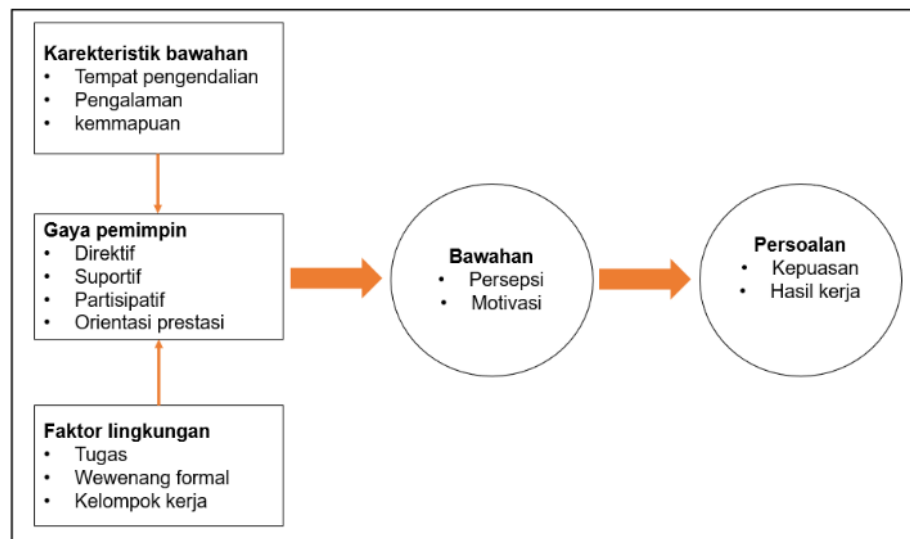 Karekteristik bawahan
• Tempat pengendalian
• Pengalaman
• kemmapuan
Gaya pemimpin
• Direktif
• Suportif
• Partisipatif
• Orientasi prestasi
Faktor lingkungan
• Tugas
• Wewenang formal
• Kelompok kerja
Bawahan
• Persepsi
• Motivasi
Persoalan
• Kepuasan
• Hasil kerja